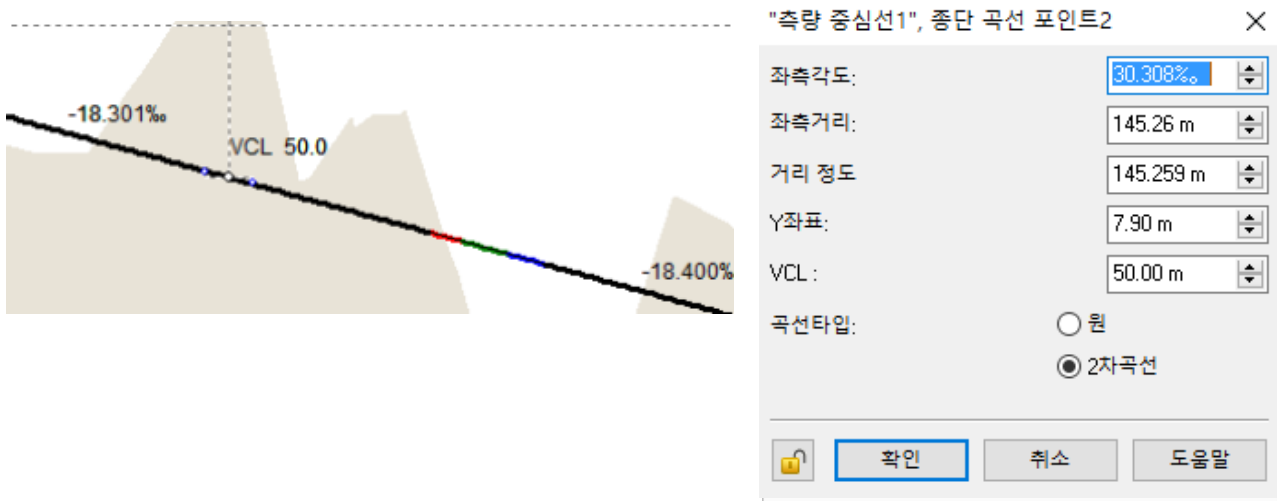 -18.301‰
VCL 50.0
-18.400%
"측량 중심선1", 종단 곡선 포인트2
좌측각도: 30.308‰
좌측거리: 145.26 m
거리 정도 145.259 m
Y좌표: 7.90 m
VCL : 50.00 m
곡선타입: 원
2차곡선
확인 취소 도움말